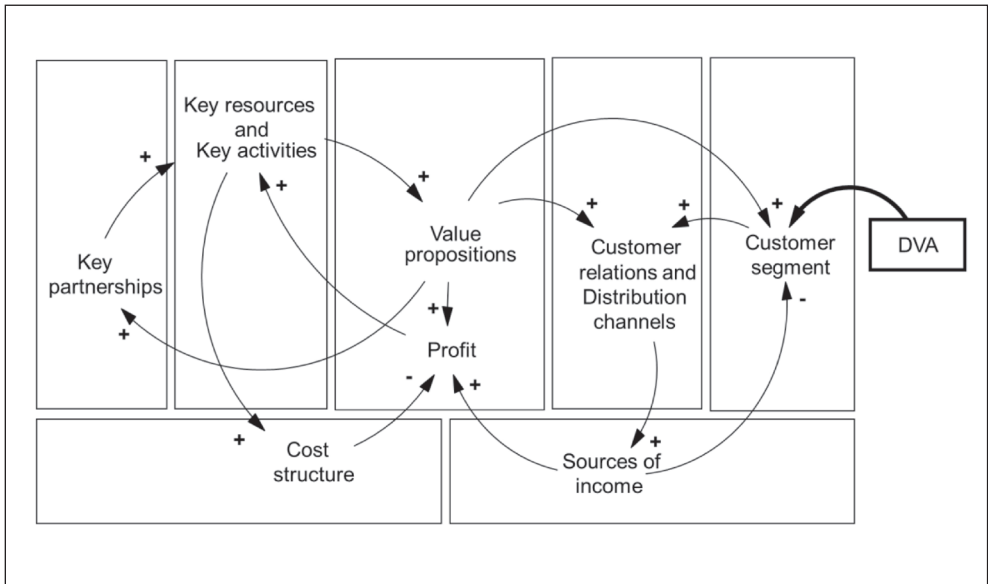 Key resources
and
Key activities
+
+
+
Value
propositions
+
+
+
Customer
relations and
Distribution
channels
Customer
segment
DVA
-
Key
partnerships
+
+
Profit
-
+
+
Cost
structure
+
Sources of
income